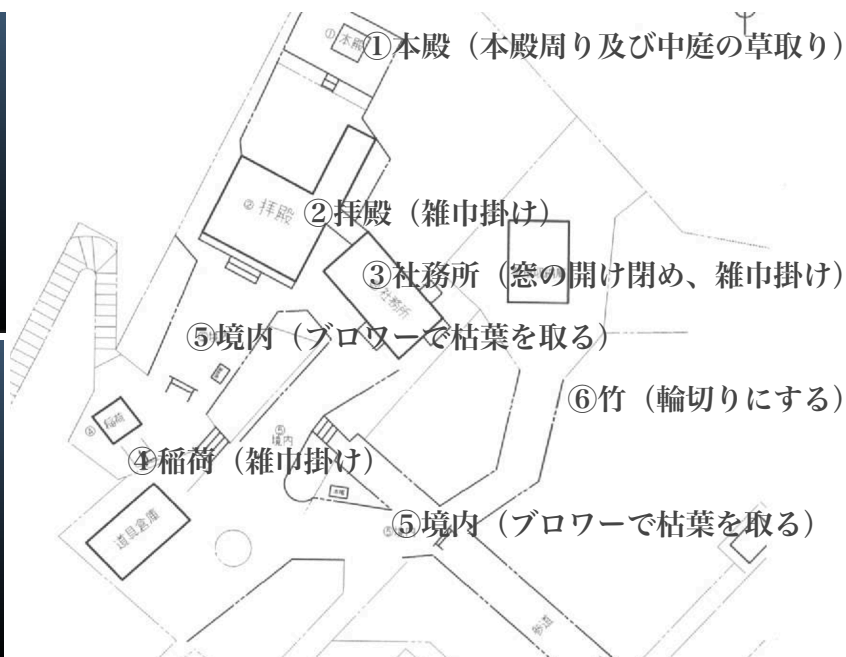 ①本殿
①本殿（本殿周り及び中庭の草取り）
②拝殿
②拝殿（雑巾掛け）
③社務所（窓の開け閉め、雑巾掛け）
社務所
⑤境内（ブロワーで枯葉を取る）
⑥竹（輪切りにする）
④稲荷
⑤境内
④稲荷（雑巾掛け）
道具倉庫
⑤境内（ブロワーで枯葉を取る）
参道